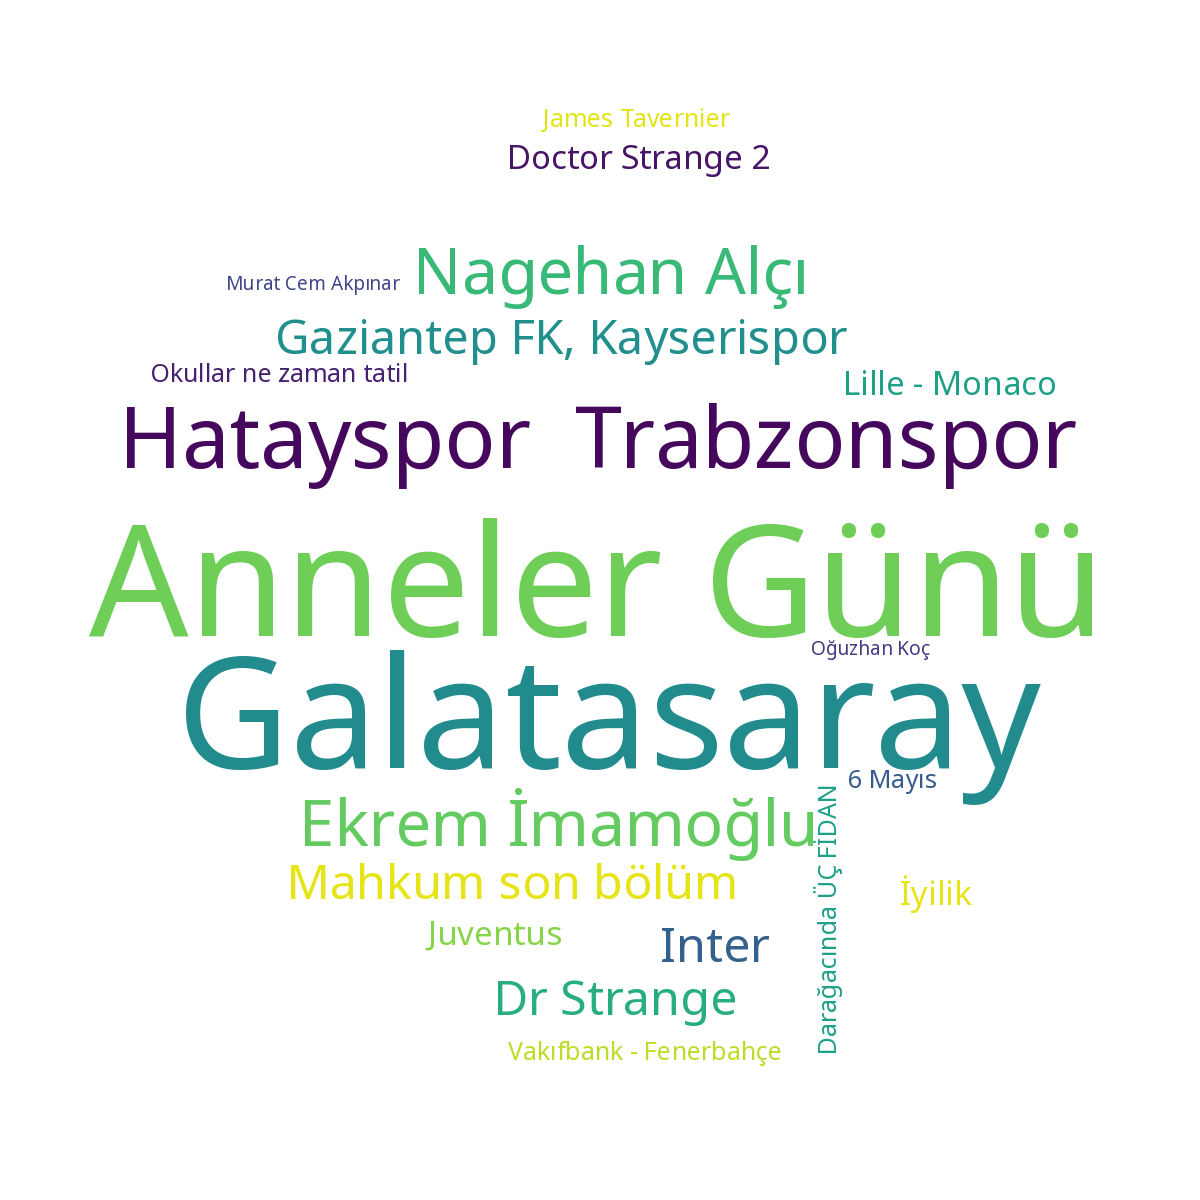 James Tavernier
Doctor Strange 2
Nagehan Alçı
Murat Cem Akpınar
Gaziantep FK, Kayserispor
Okullar ne zaman tatil
Lille - Monaco
Hatayspor  Trabzonspor
Anneler Günü
Oğuzhan Koç
Galatasaray
6 Mayıs
Ekrem İmamoğlu
Darağacında ÜÇ FİDAN
Mahkum son bölüm
İyilik
Juventus
Inter
Dr Strange
Vakıfbank - Fenerbahçe